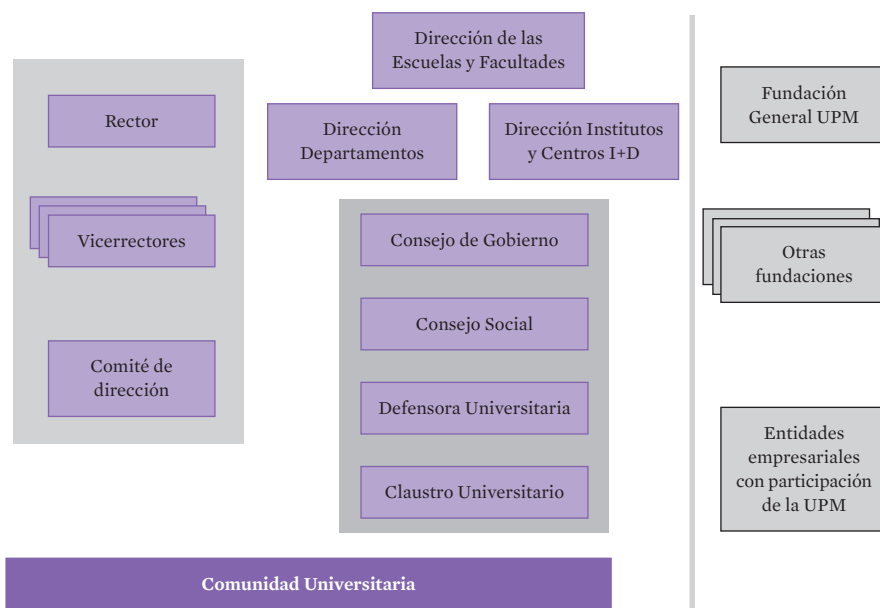 Dirección de las
Escuelas y Facultades
Rector
Dirección
Departamentos
Dirección Institutos
y Centros I+D
Fundación
General UPM
Vicerrectores
Consejo de Gobierno
Otras
fundaciones
Consejo Social
Comité de
dirección
Defensora Universitaria
Claustro Universitario
Entidades
empresariales
con participación
de la UPM
Comunidad Universitaria